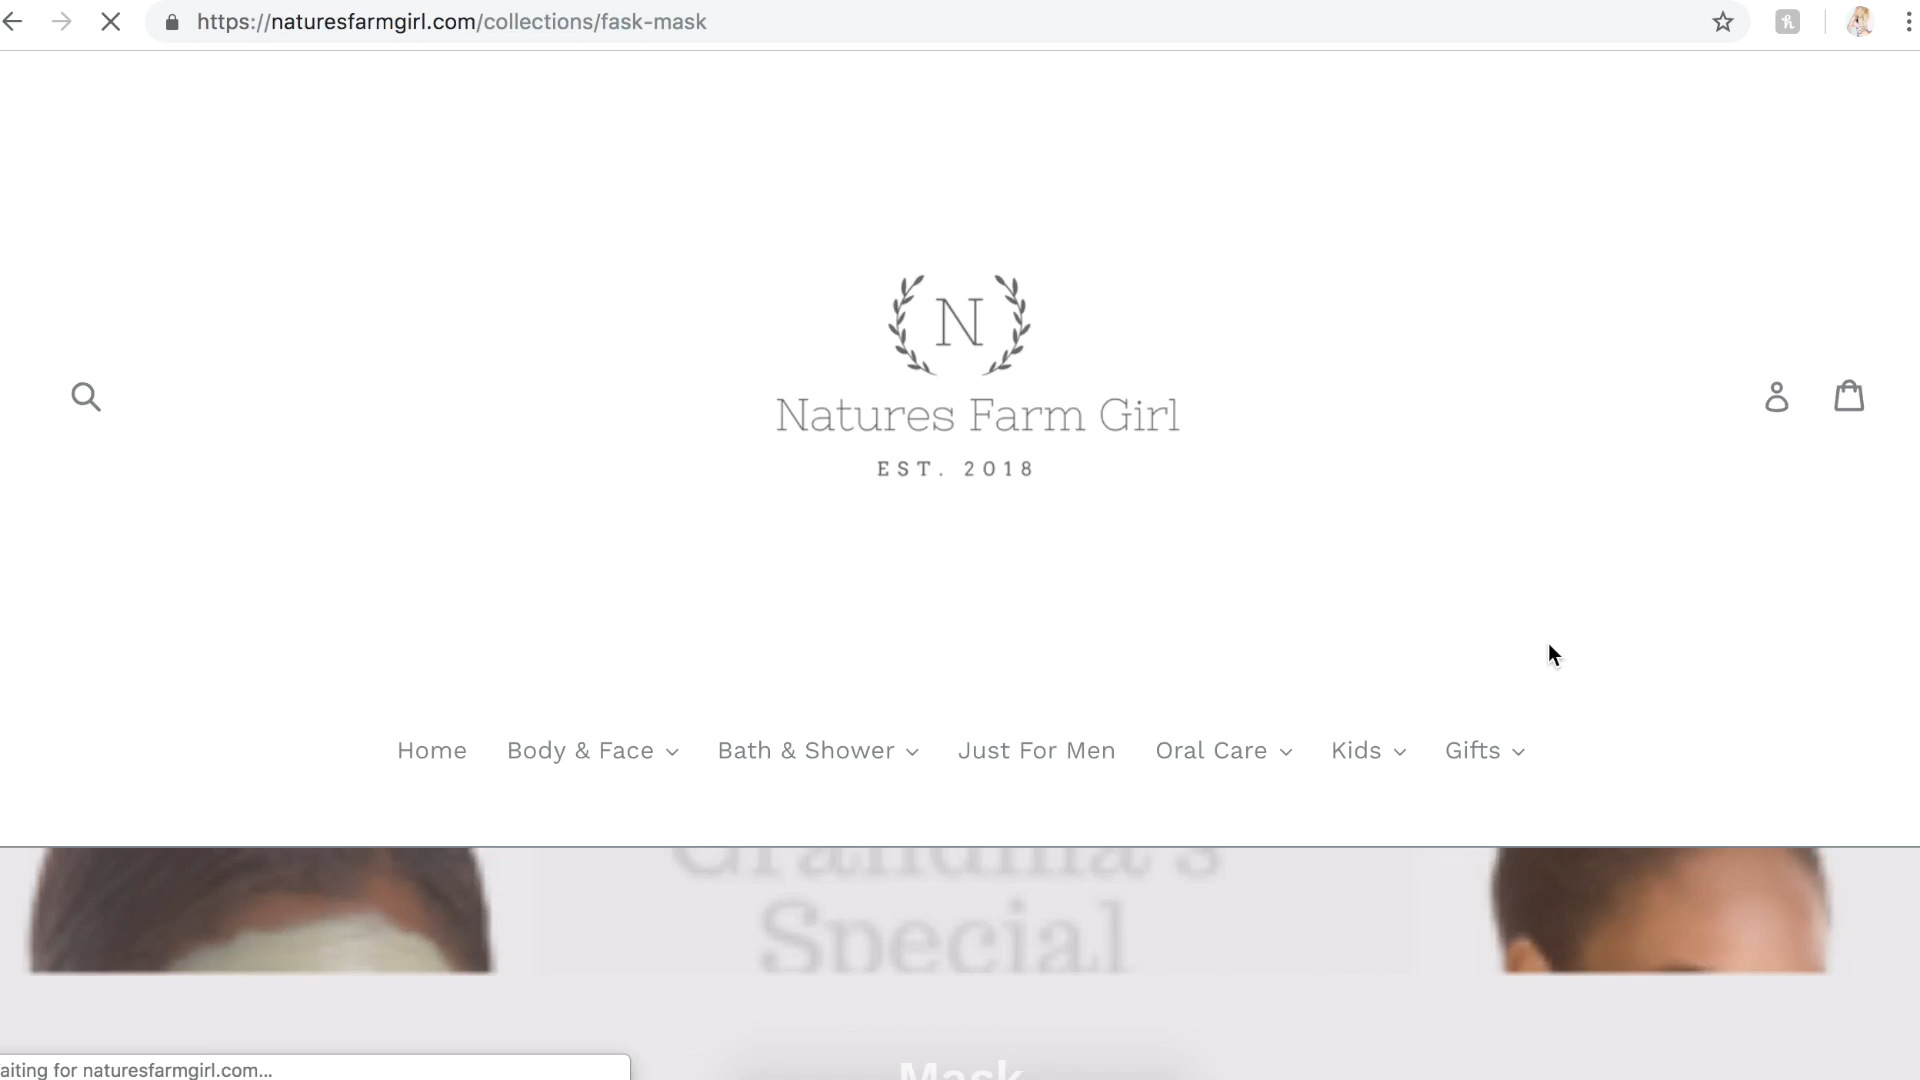 https://naturesfarmgirl.com/collections/fask-mask
N
Natures Farm Girl
EST. 2018
Home Body & Face Bath & Shower Just For Men Oral Care Kids Gifts
Grandma's
Special
Mask
aiting for naturesfarmgirl.com...